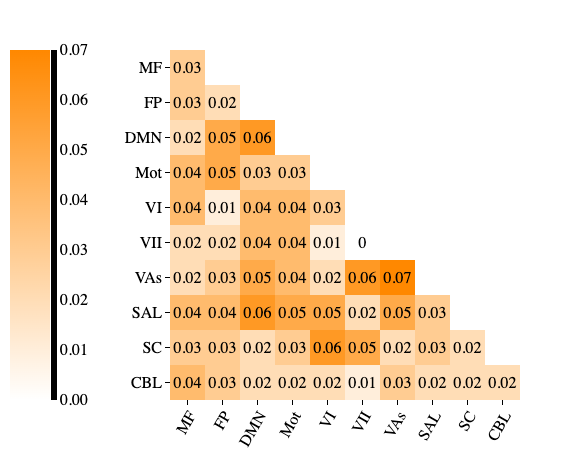 0.07
0.06
0.05
0.04
0.03
0.02
0.01
0.00
MF 0.03
FP 0.03 0.02
DMN 0.02 0.05 0.06
Mot 0.04 0.05 0.03 0.03
VI 0.04 0.01 0.04 0.04 0.03
VII 0.02 0.02 0.04 0.04 0.01 0
VAs 0.02 0.03 0.05 0.04 0.02 0.06 0.07
SAL 0.04 0.04 0.06 0.05 0.05 0.02 0.05 0.03
SC 0.03 0.03 0.02 0.03 0.06 0.05 0.02 0.03 0.02
CBL 0.04 0.03 0.02 0.02 0.02 0.01 0.03 0.02 0.02 0.02
MF FP DMN Mot VI VII VAs SAL SC CBL